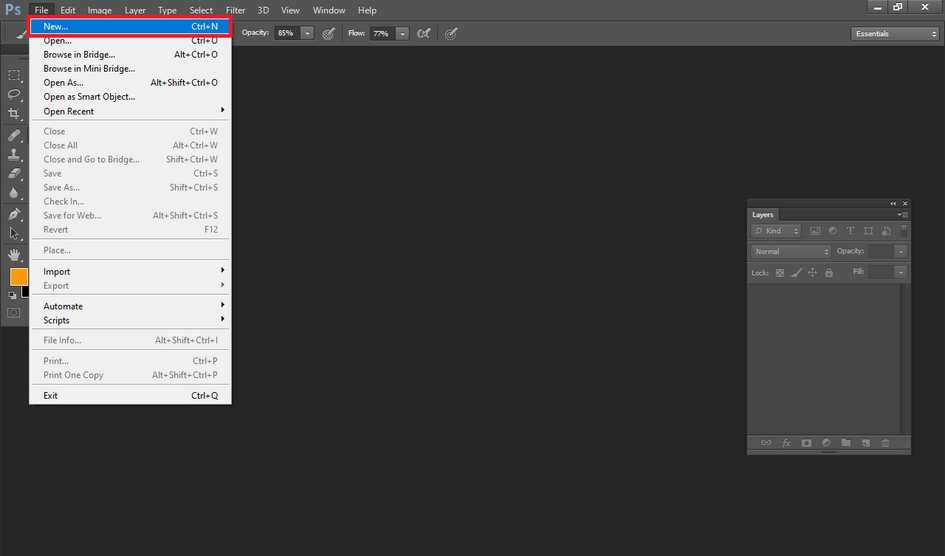 Ps File Edit Image Layer Type Select Filter 3D View Window Help
Opacity: 85% Flow: 77% Essentials
New... Ctrl+N
Open... Ctrl+O
Browse in Bridge... Alt+Ctrl+O
Browse in Mini Bridge...
Open As... Alt+Shift+Ctrl+O
Open as Smart Object...
Open Recent
Close Ctrl+W
Close All Alt+Ctrl+W
Close and Go to Bridge... Shift+Ctrl+W
Save Ctrl+S
Save As... Shift+Ctrl+S
Check In...
Save for Web... Alt+Shift+Ctrl+S
Revert F12
Place...
Import
Export
Automate
Scripts
File Info... Alt+Shift+Ctrl+I
Print... Ctrl+P
Print One Copy Alt+Shift+Ctrl+P
Exit Ctrl+Q
Layers
Kind
Normal Opacity:
Lock: Fill: